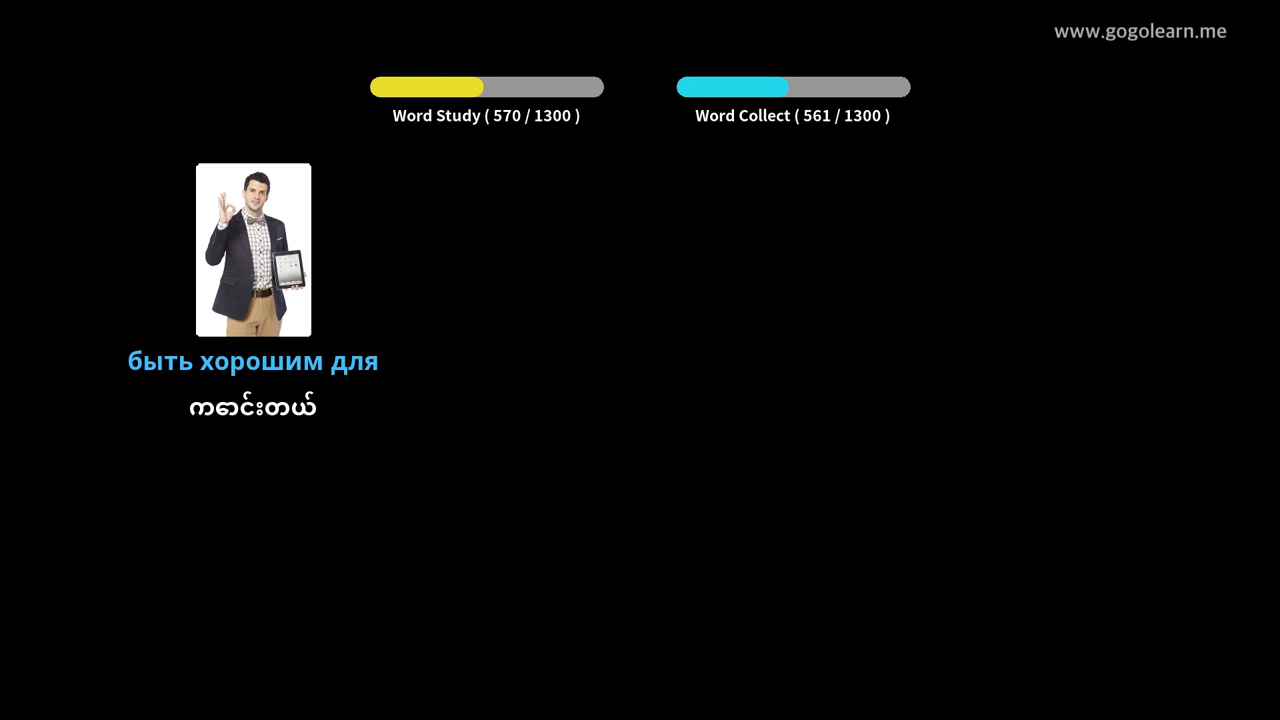 www.gogolearn.me
Word Study ( 570 / 1300 )
Word Collect ( 561 / 1300 )
быть хорошим для
ကောင်းတယ်